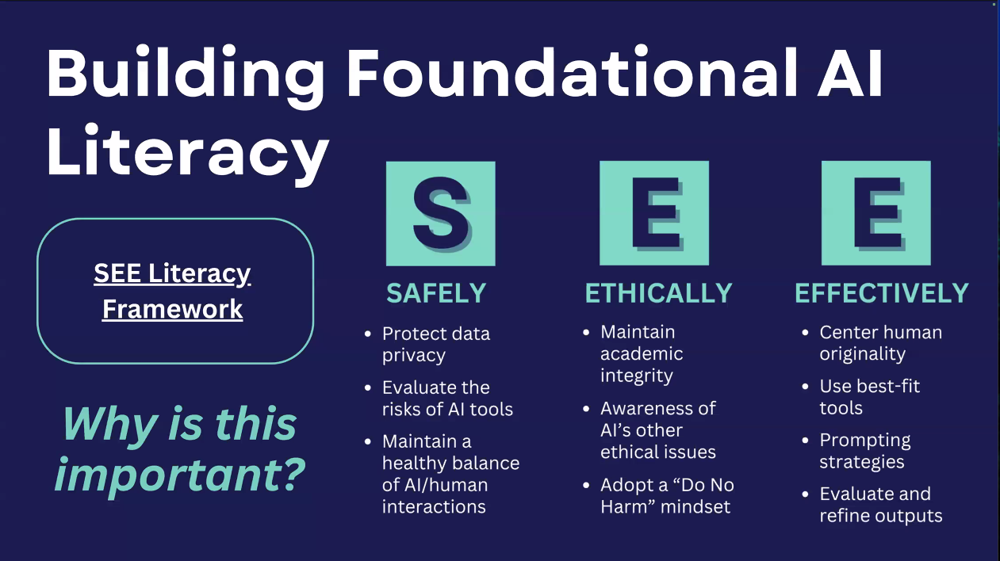 Building Foundational AI
Literacy
SEE Literacy
Framework
Why is this
important?
S
SAFELY
• Protect data
privacy
• Evaluate the
risks of AI tools
• Maintain a
healthy balance
of AI/human
interactions
E
ETHICALLY
• Maintain
academic
integrity
• Awareness of
AI’s other
ethical issues
• Adopt a “Do No
Harm” mindset
E
EFFECTIVELY
• Center human
originality
• Use best-fit
tools
• Prompting
strategies
• Evaluate and
refine outputs